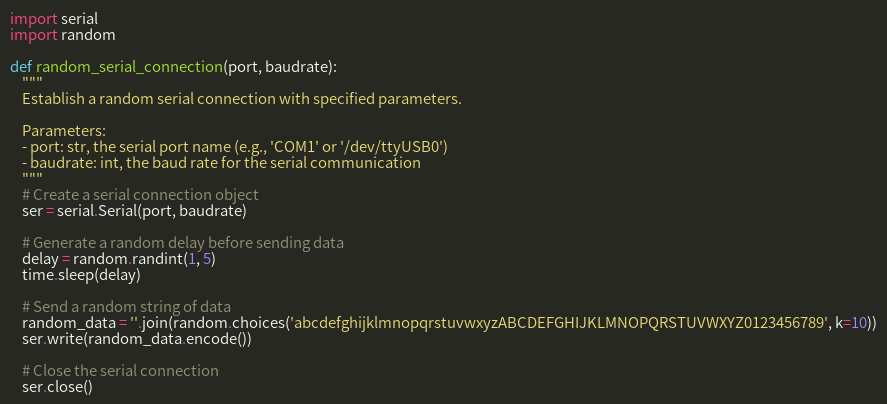 import serial
import random

def random_serial_connection(port, baudrate):
    """
    Establish a random serial connection with specified parameters.

    Parameters:
    - port: str, the serial port name (e.g., 'COM1' or '/dev/ttyUSB0')
    - baudrate: int, the baud rate for the serial communication
    """
    # Create a serial connection object
    ser = serial.Serial(port, baudrate)

    # Generate a random delay before sending data
    delay = random.randint(1, 5)
    time.sleep(delay)

    # Send a random string of data
    random_data = ''.join(random.choices('abcdefghijklmnopqrstuvwxyzABCDEFGHIJKLMNOPQRSTUVWXYZ0123456789', k=10))
    ser.write(random_data.encode())

    # Close the serial connection
    ser.close()